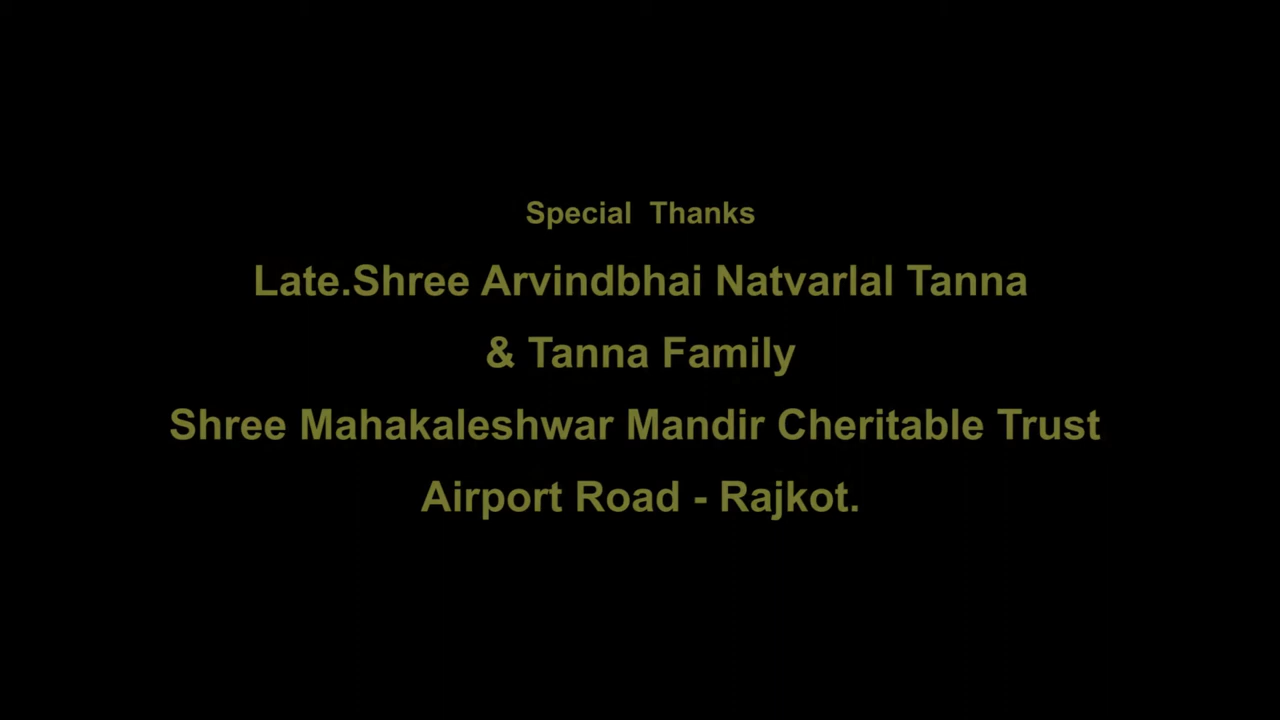 Special Thanks
Late.Shree Arvindbhai Natvarlal Tanna
& Tanna Family
Shree Mahakaleshwar Mandir Cheritable Trust
Airport Road - Rajkot.